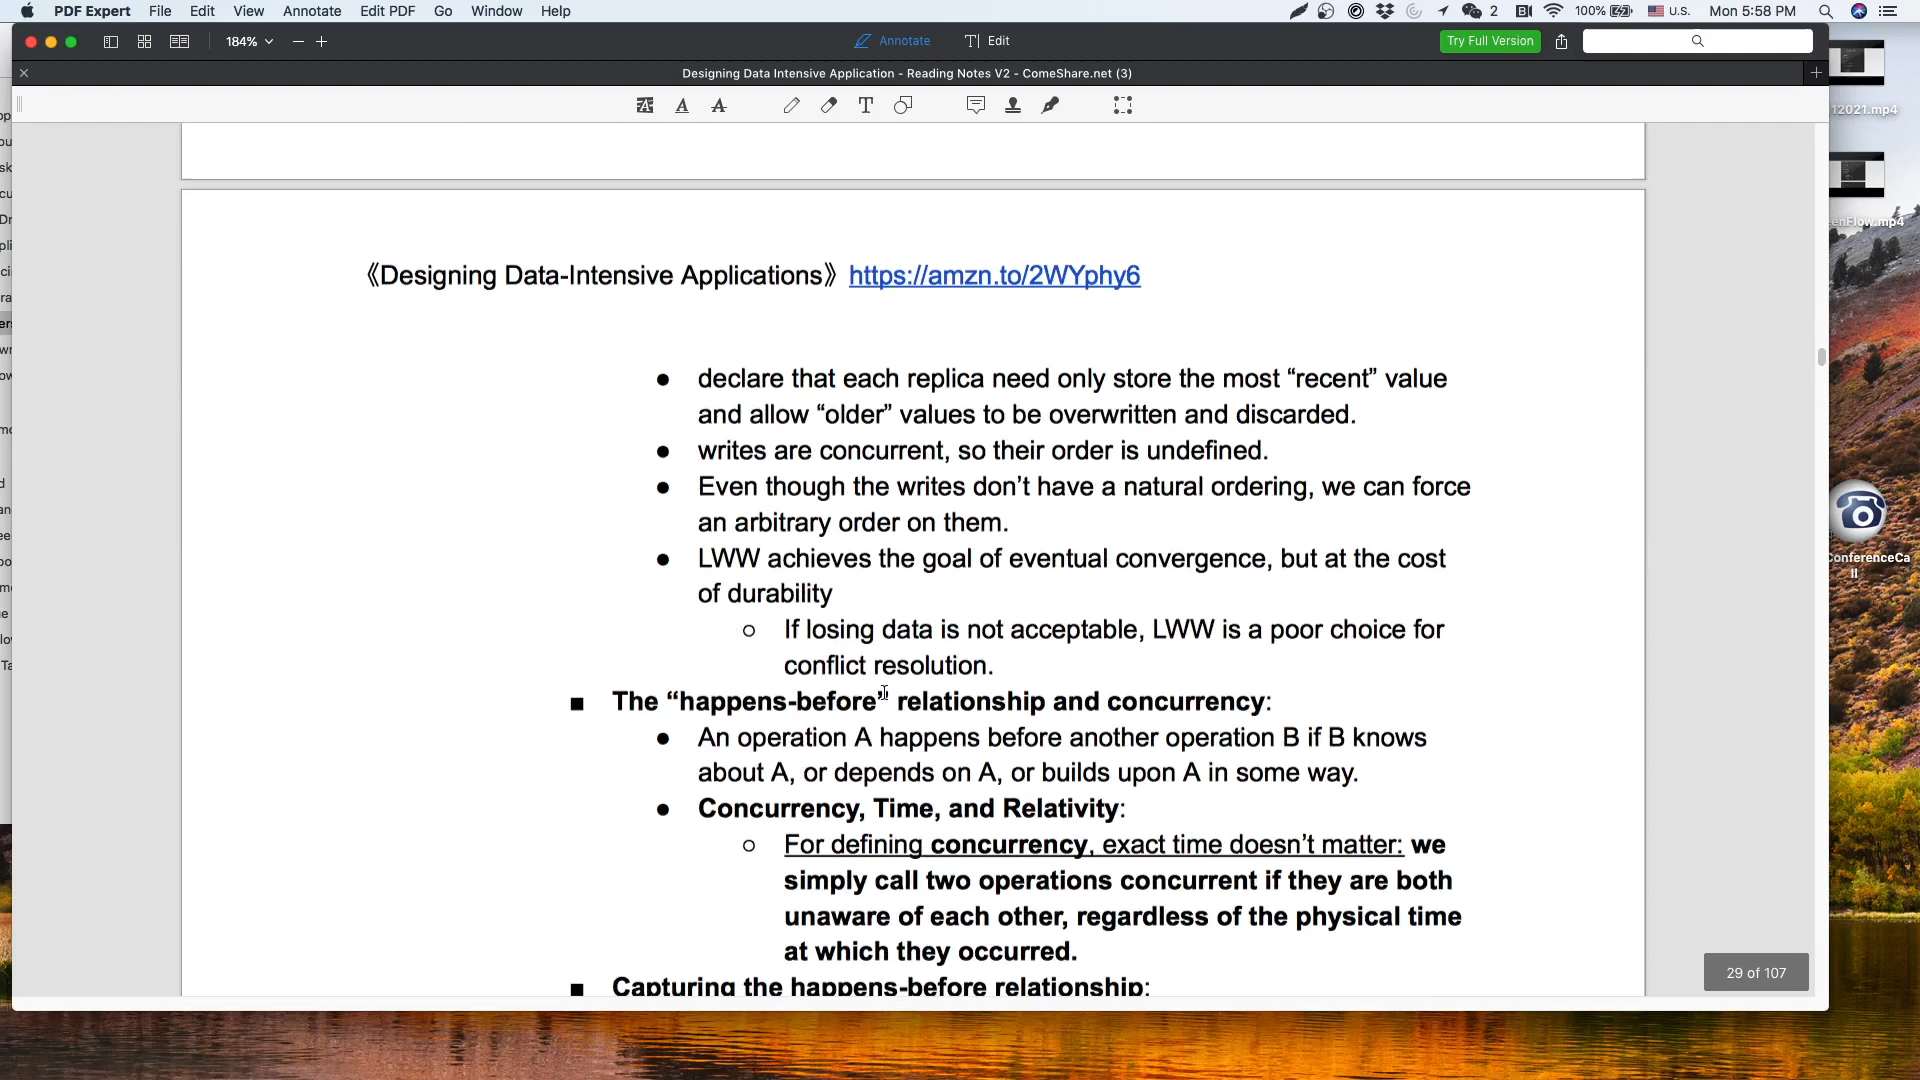 PDF Expert File Edit View Annotate Edit PDF Go Window Help 2 100% U.S. Mon 5:58 PM
184% Annotate Edit Try Full Version
Designing Data Intensive Application - Reading Notes V2 - ComeShare.net (3)
12021.mp4
enFlow.mp4
《Designing Data-Intensive Applications》 https://amzn.to/2WYphy6
● declare that each replica need only store the most “recent” value
and allow “older” values to be overwritten and discarded.
● writes are concurrent, so their order is undefined.
● Even though the writes don’t have a natural ordering, we can force
an arbitrary order on them.
● LWW achieves the goal of eventual convergence, but at the cost
of durability
○ If losing data is not acceptable, LWW is a poor choice for
conflict resolution.
■ The “happens-before” relationship and concurrency:
● An operation A happens before another operation B if B knows
about A, or depends on A, or builds upon A in some way.
● Concurrency, Time, and Relativity:
○ For defining concurrency, exact time doesn’t matter: we
simply call two operations concurrent if they are both
unaware of each other, regardless of the physical time
at which they occurred.
■ Capturing the happens-before relationship:
onferenceCa
ll
29 of 107